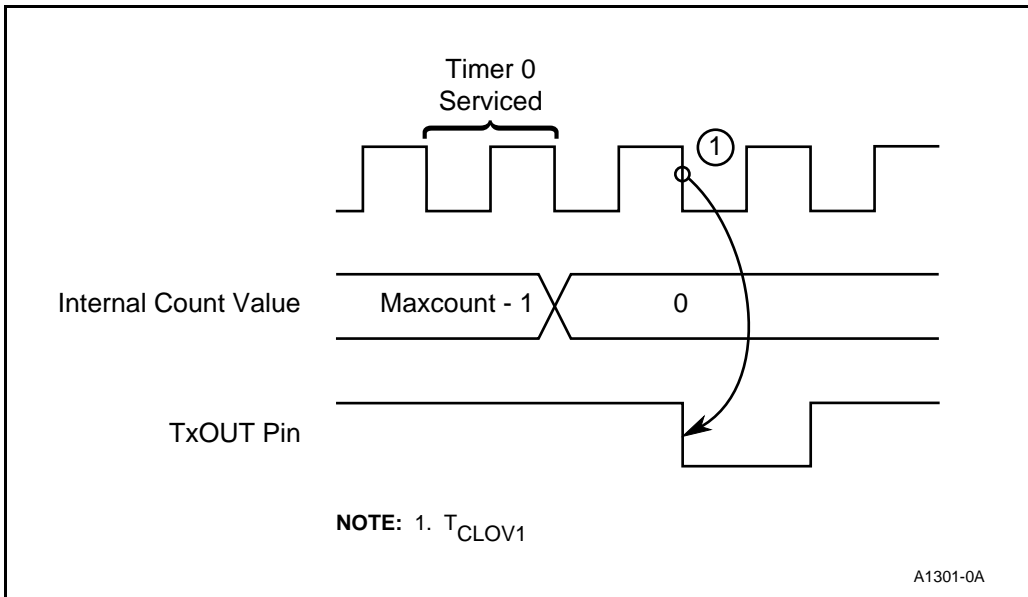 Timer 0
Serviced
1
Internal Count Value
Maxcount - 1
0
TxOUT Pin
NOTE: 1. TCLOV1
A1301-0A